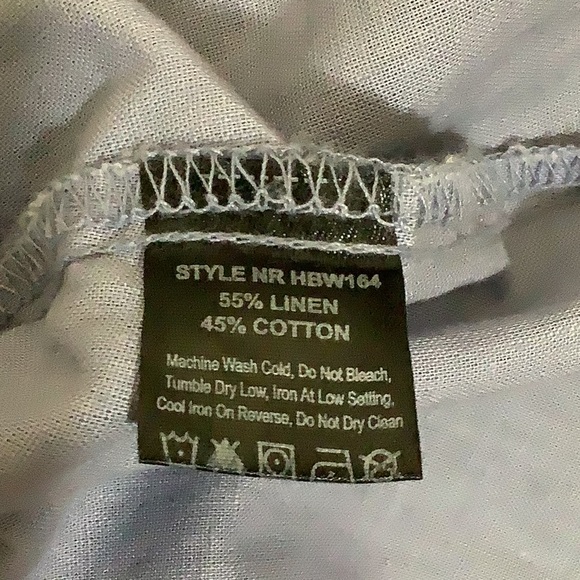 STYLE NR HBW164
55% LINEN
45% COTTON
Machine Wash Cold, Do Not Bleach,
Tumble Dry Low, Iron At Low Setting,
Cool Iron On Reverse, Do Not Dry Clean